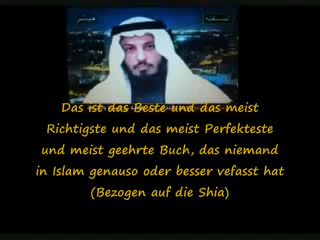 مباشر
Das ist das Beste und das meist
Richtigste und das meist Perfekteste
und meist geehrte Buch, das niemand
in Islam genauso oder besser vefasst hat
(Bezogen auf die Shia)